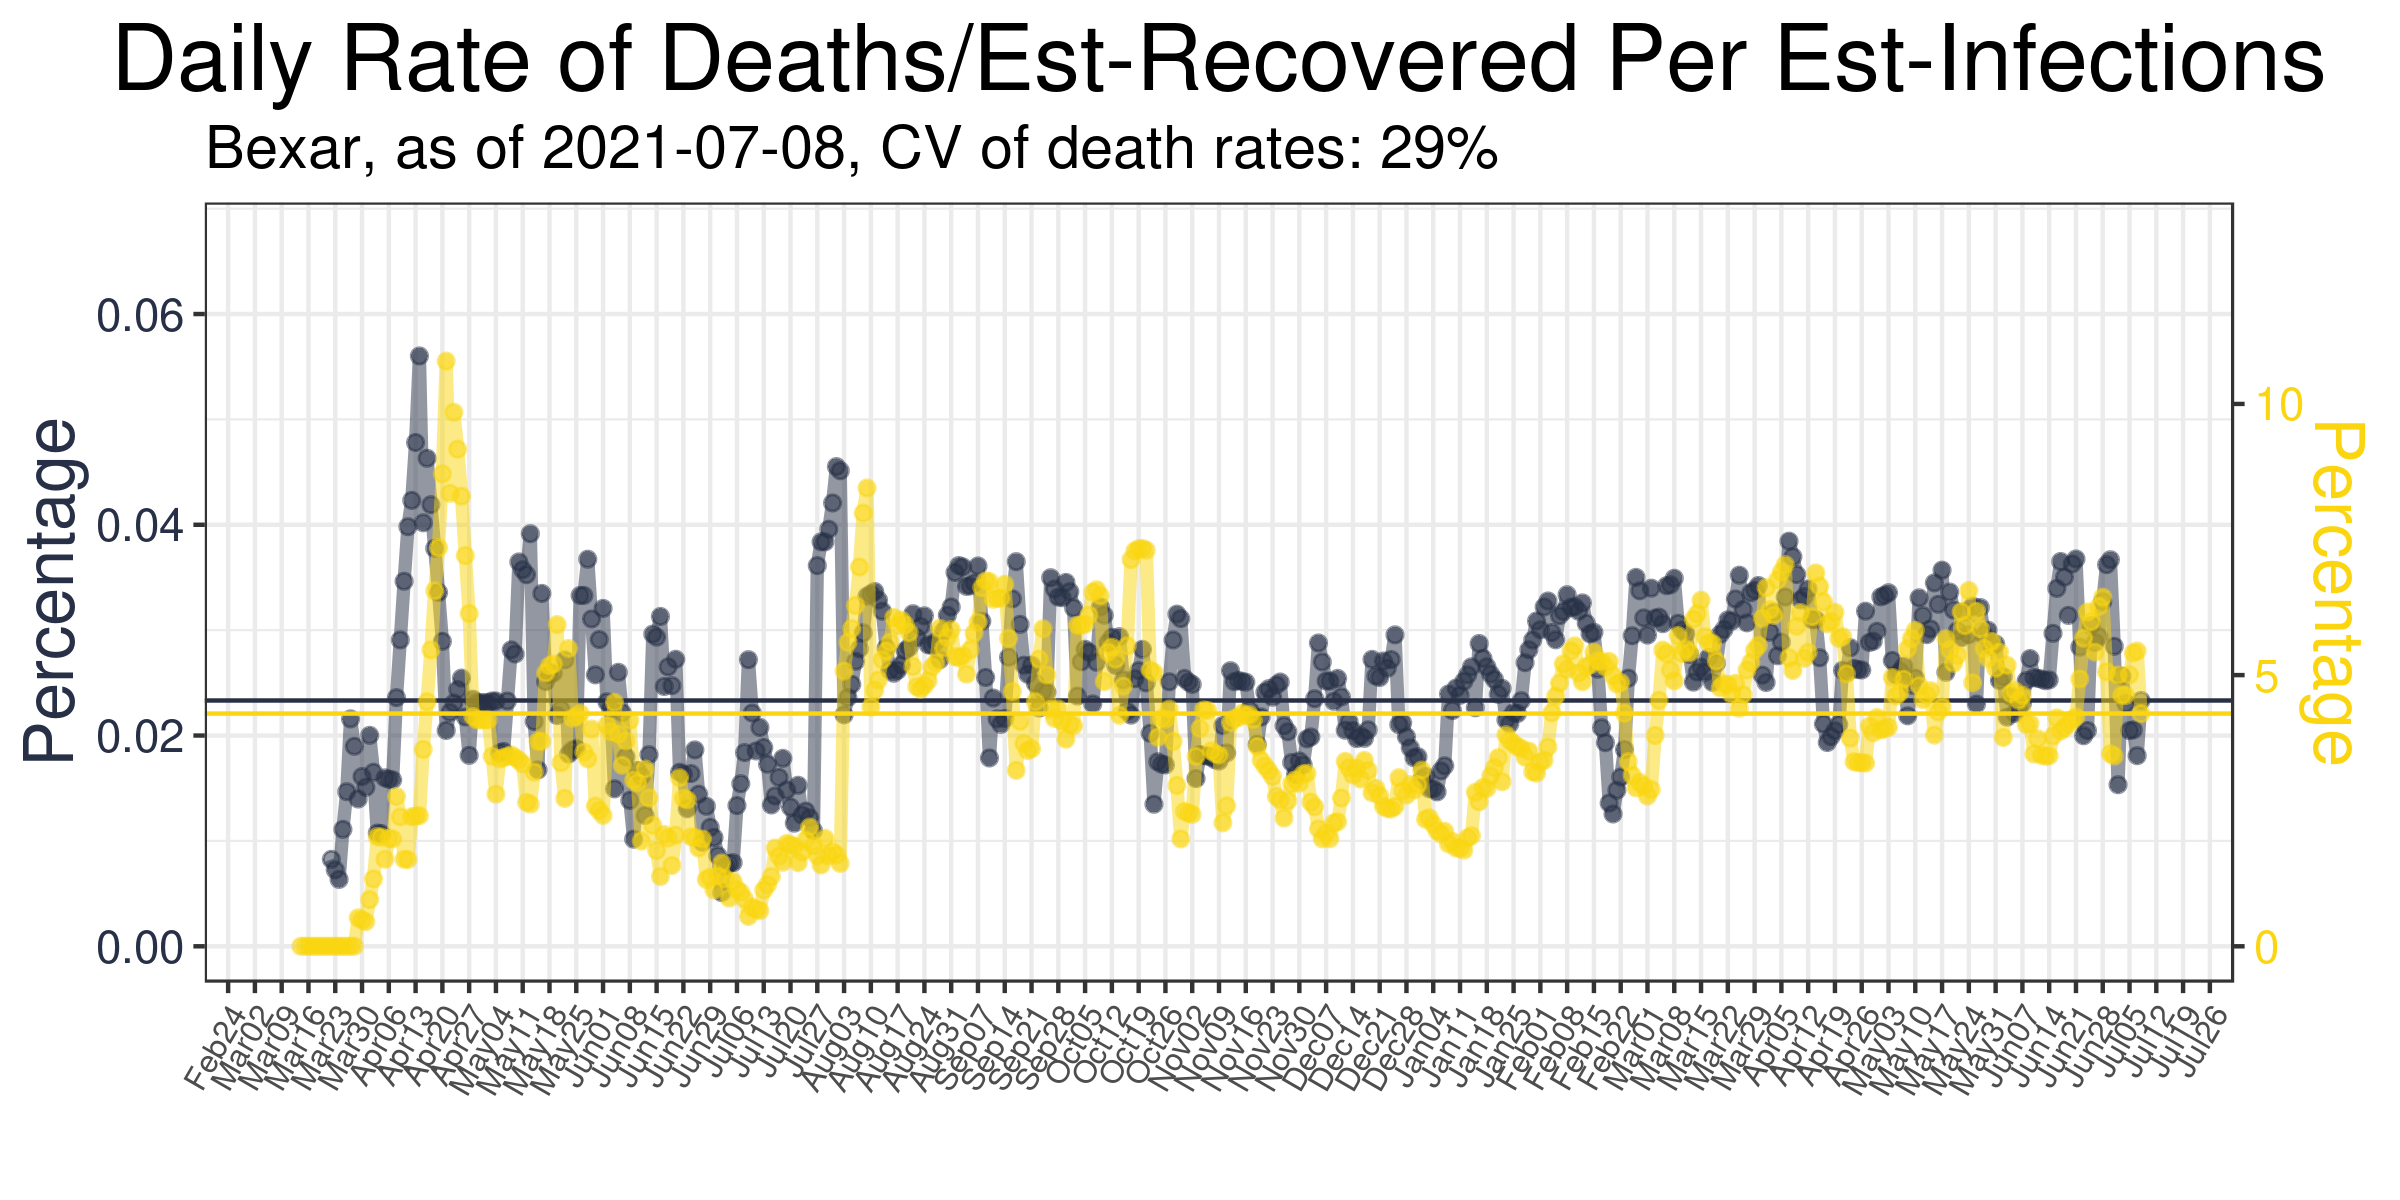 Daily Rate of Deaths/Est-Recovered Per Est-Infections
Bexar, as of 2021-07-08, CV of death rates: 29%
Percentage
0.06
0.04
0.02
0.00
10
5
0
Percentage
Feb24
Mar02
Mar09
Mar16
Mar23
Mar30
Apr06
Apr13
Apr20
Apr27
May04
May11
May18
May25
Jun01
Jun08
Jun15
Jun22
Jun29
Jul06
Jul13
Jul20
Jul27
Aug03
Aug10
Aug17
Aug24
Aug31
Sep07
Sep14
Sep21
Sep28
Oct05
Oct12
Oct19
Oct26
Nov02
Nov09
Nov16
Nov23
Nov30
Dec07
Dec14
Dec21
Dec28
Jan04
Jan11
Jan18
Jan25
Feb01
Feb08
Feb15
Feb22
Mar01
Mar08
Mar15
Mar22
Mar29
Apr05
Apr12
Apr19
Apr26
May03
May10
May17
May24
May31
Jun07
Jun14
Jun21
Jun28
Jul05
Jul12
Jul19
Jul26